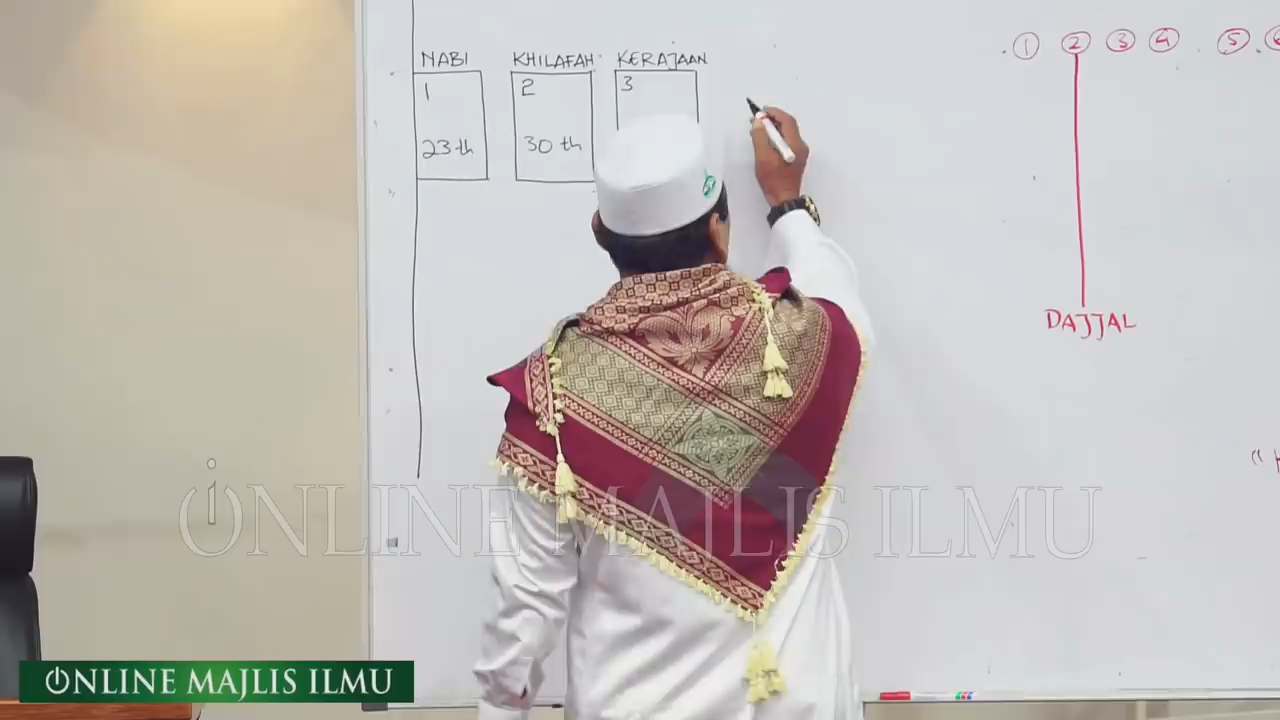 NABI KHILAFAH KERAJAAN
1 2 3
23 th 30 th
1 2 3 4 5 6
DAJJAL
ONLINE MAJLIS ILMU
ONLINE MAJLIS ILMU